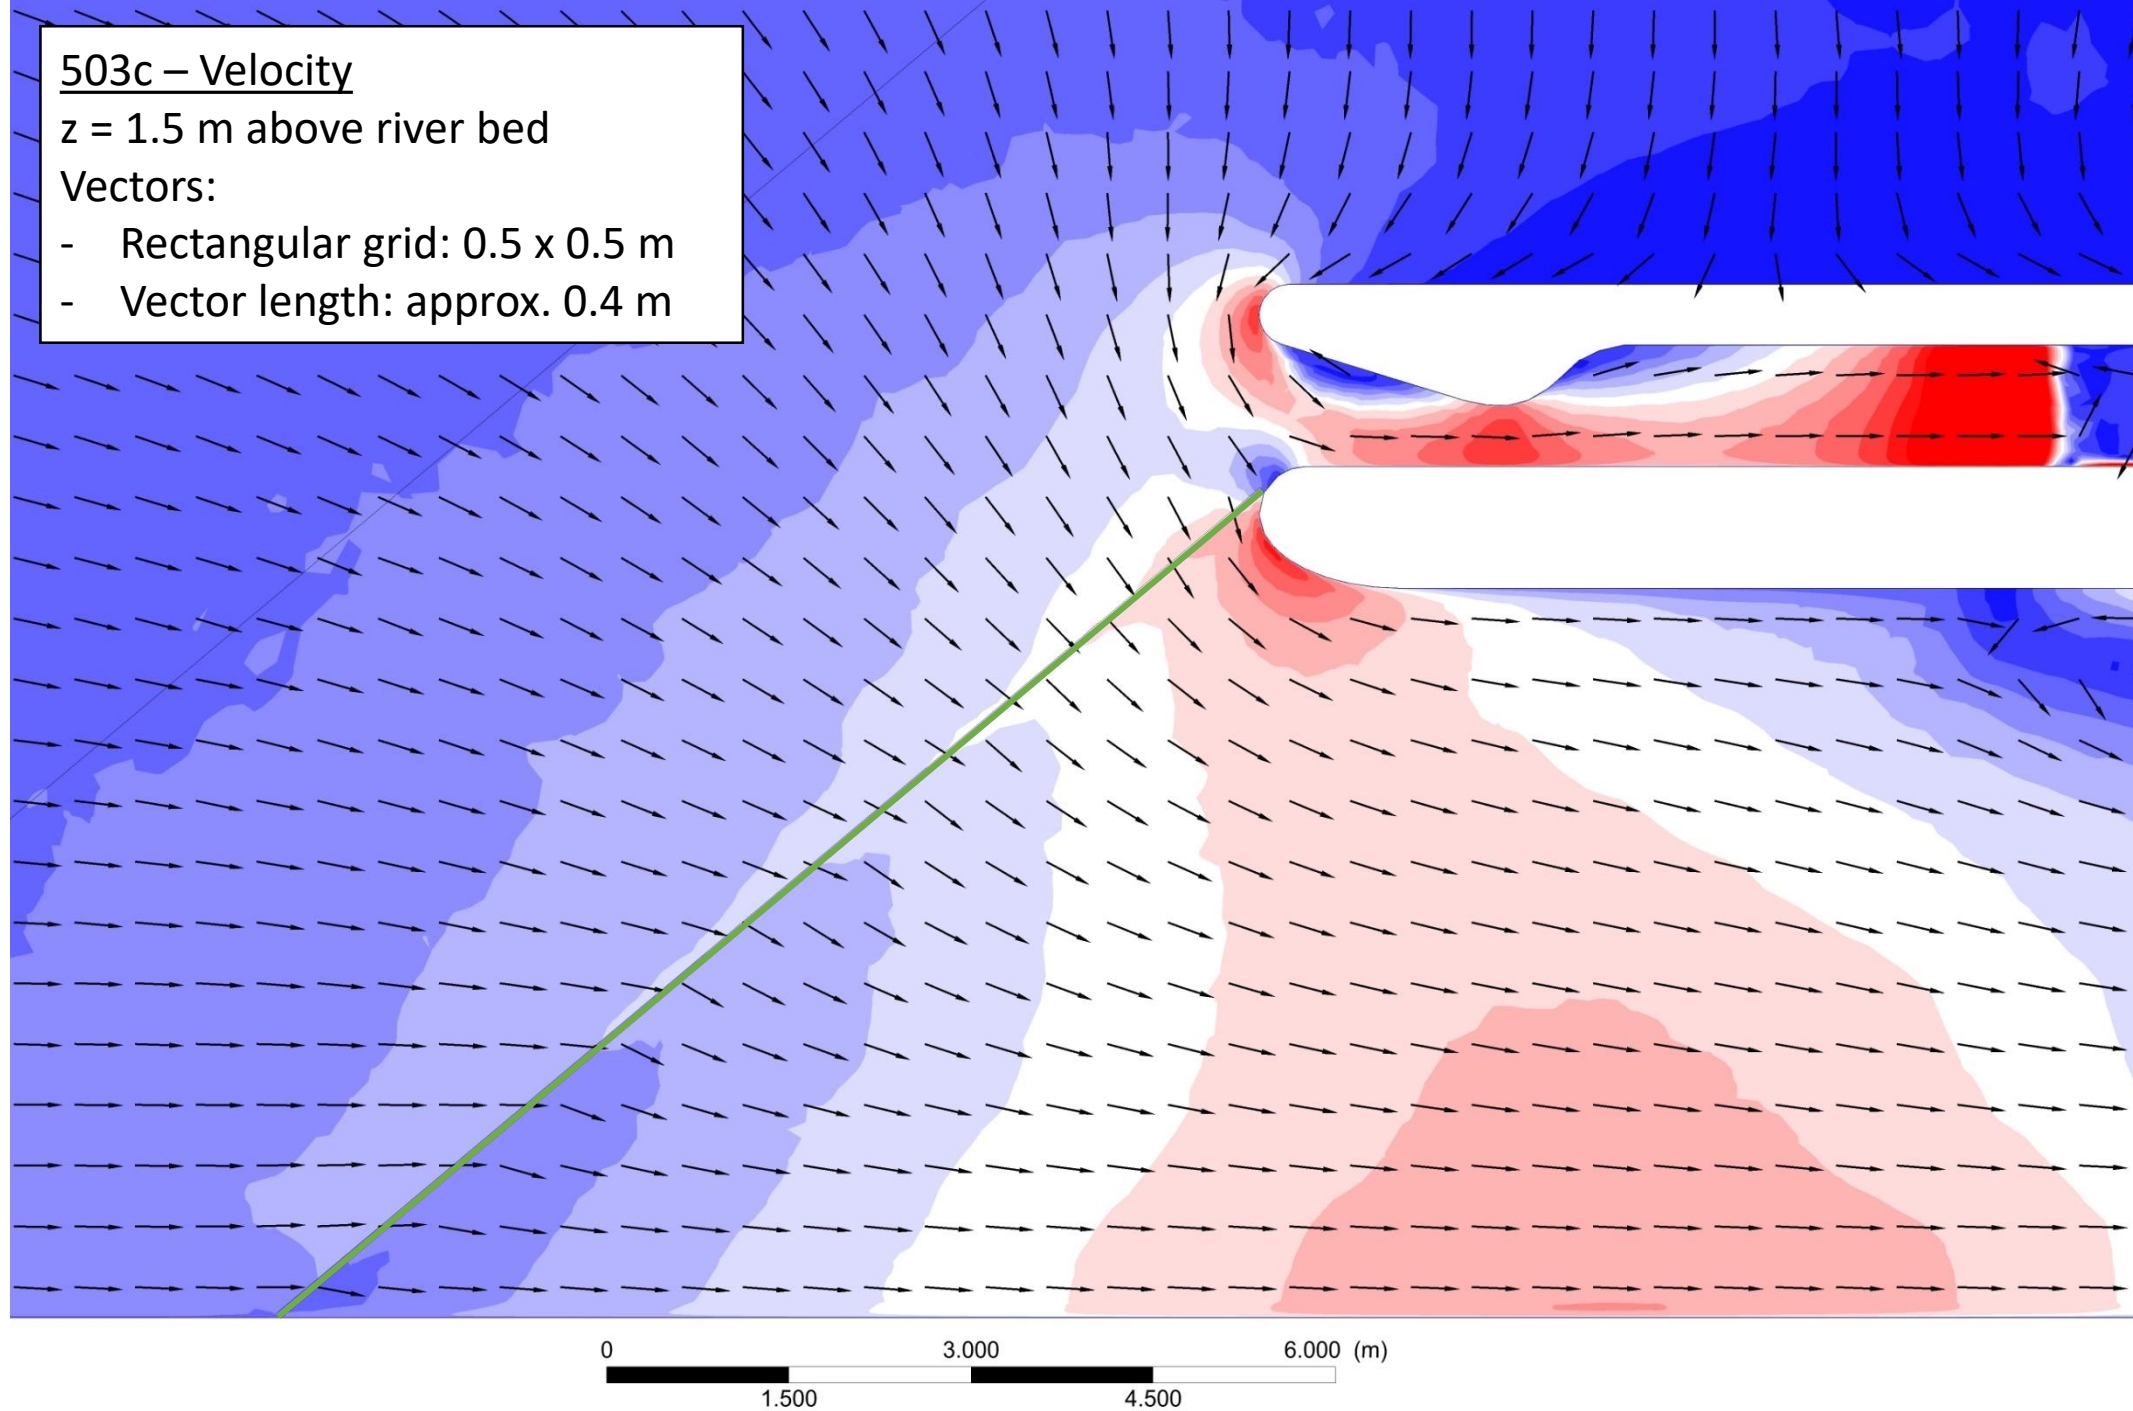 503c – Velocity
z = 1.5 m above river bed
Vectors:
- Rectangular grid: 0.5 x 0.5 m
- Vector length: approx. 0.4 m
0 3.000 6.000 (m)
1.500 4.500